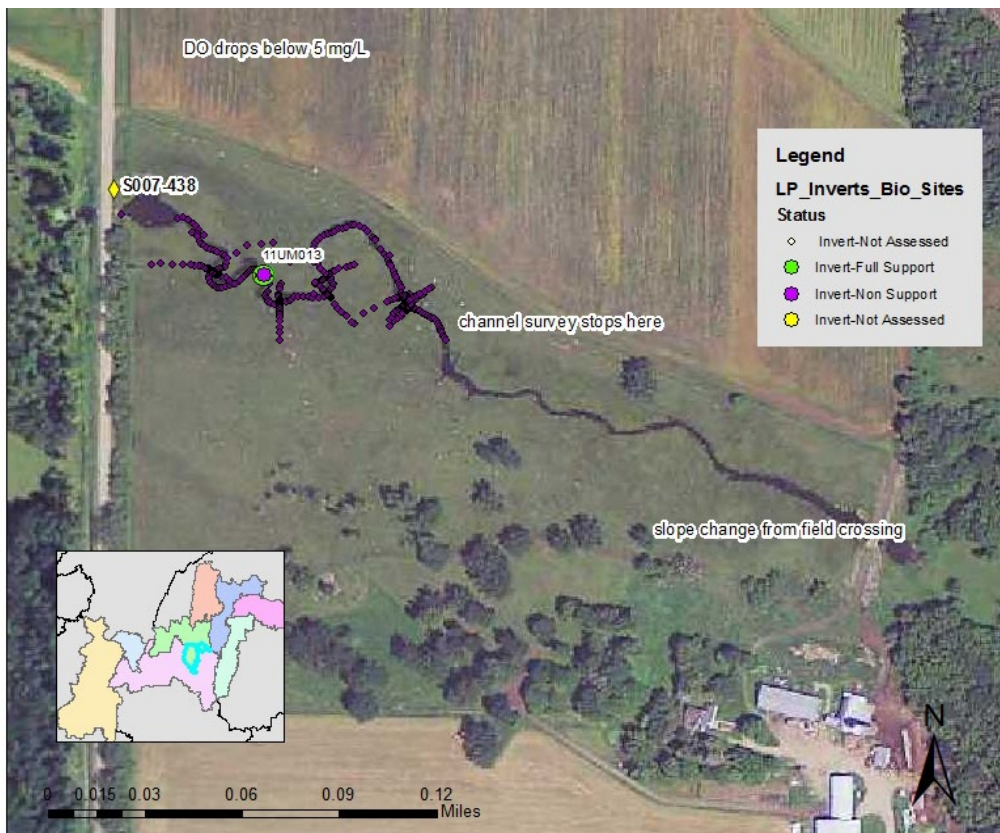 DO drops below 5 mg/L
S007-438
11UM013
channel survey stops here
slope change from field crossing
Legend
LP_Inverts_Bio_Sites
Status
Invert-Not Assessed
Invert-Full Support
Invert-Non Support
Invert-Not Assessed
N
0 0.015 0.03 0.06 0.09 0.12
Miles